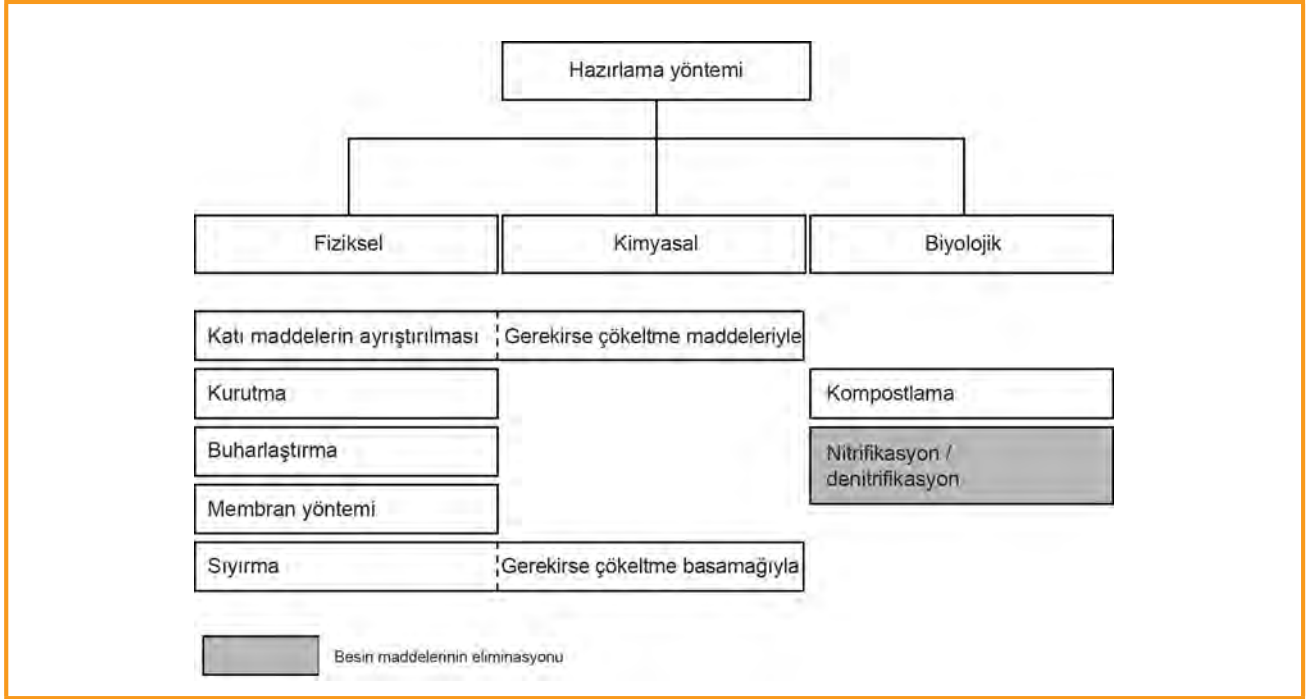 Hazırlama yöntemi
Fiziksel
Kimyasal
Biyolojik
Katı maddelerin ayrıştırılması
Gerekirse çökeltme maddeleriyle
Kurutma
Kompostlama
Buharlaştırma
Nitrifikasyon /
denitrifikasyon
Membran yöntemi
Sıyırma
Gerekirse çökeltme basamağıyla
Besin maddelerinin eliminasyonu